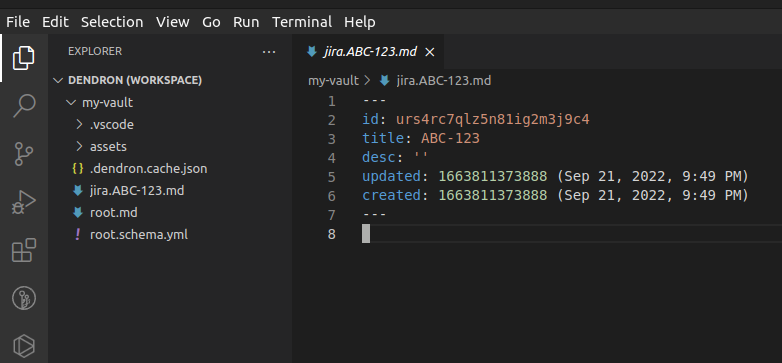 File Edit Selection View Go Run Terminal Help
EXPLORER ···
DENDRON (WORKSPACE)
my-vault
.vscode
assets
{ } .dendron.cache.json
jira.ABC-123.md
root.md
! root.schema.yml
jira.ABC-123.md ×
my-vault > jira.ABC-123.md
1 ---
2 id: urs4rc7qlz5n81ig2m3j9c4
3 title: ABC-123
4 desc: ''
5 updated: 1663811373888 (Sep 21, 2022, 9:49 PM)
6 created: 1663811373888 (Sep 21, 2022, 9:49 PM)
7 ---
8